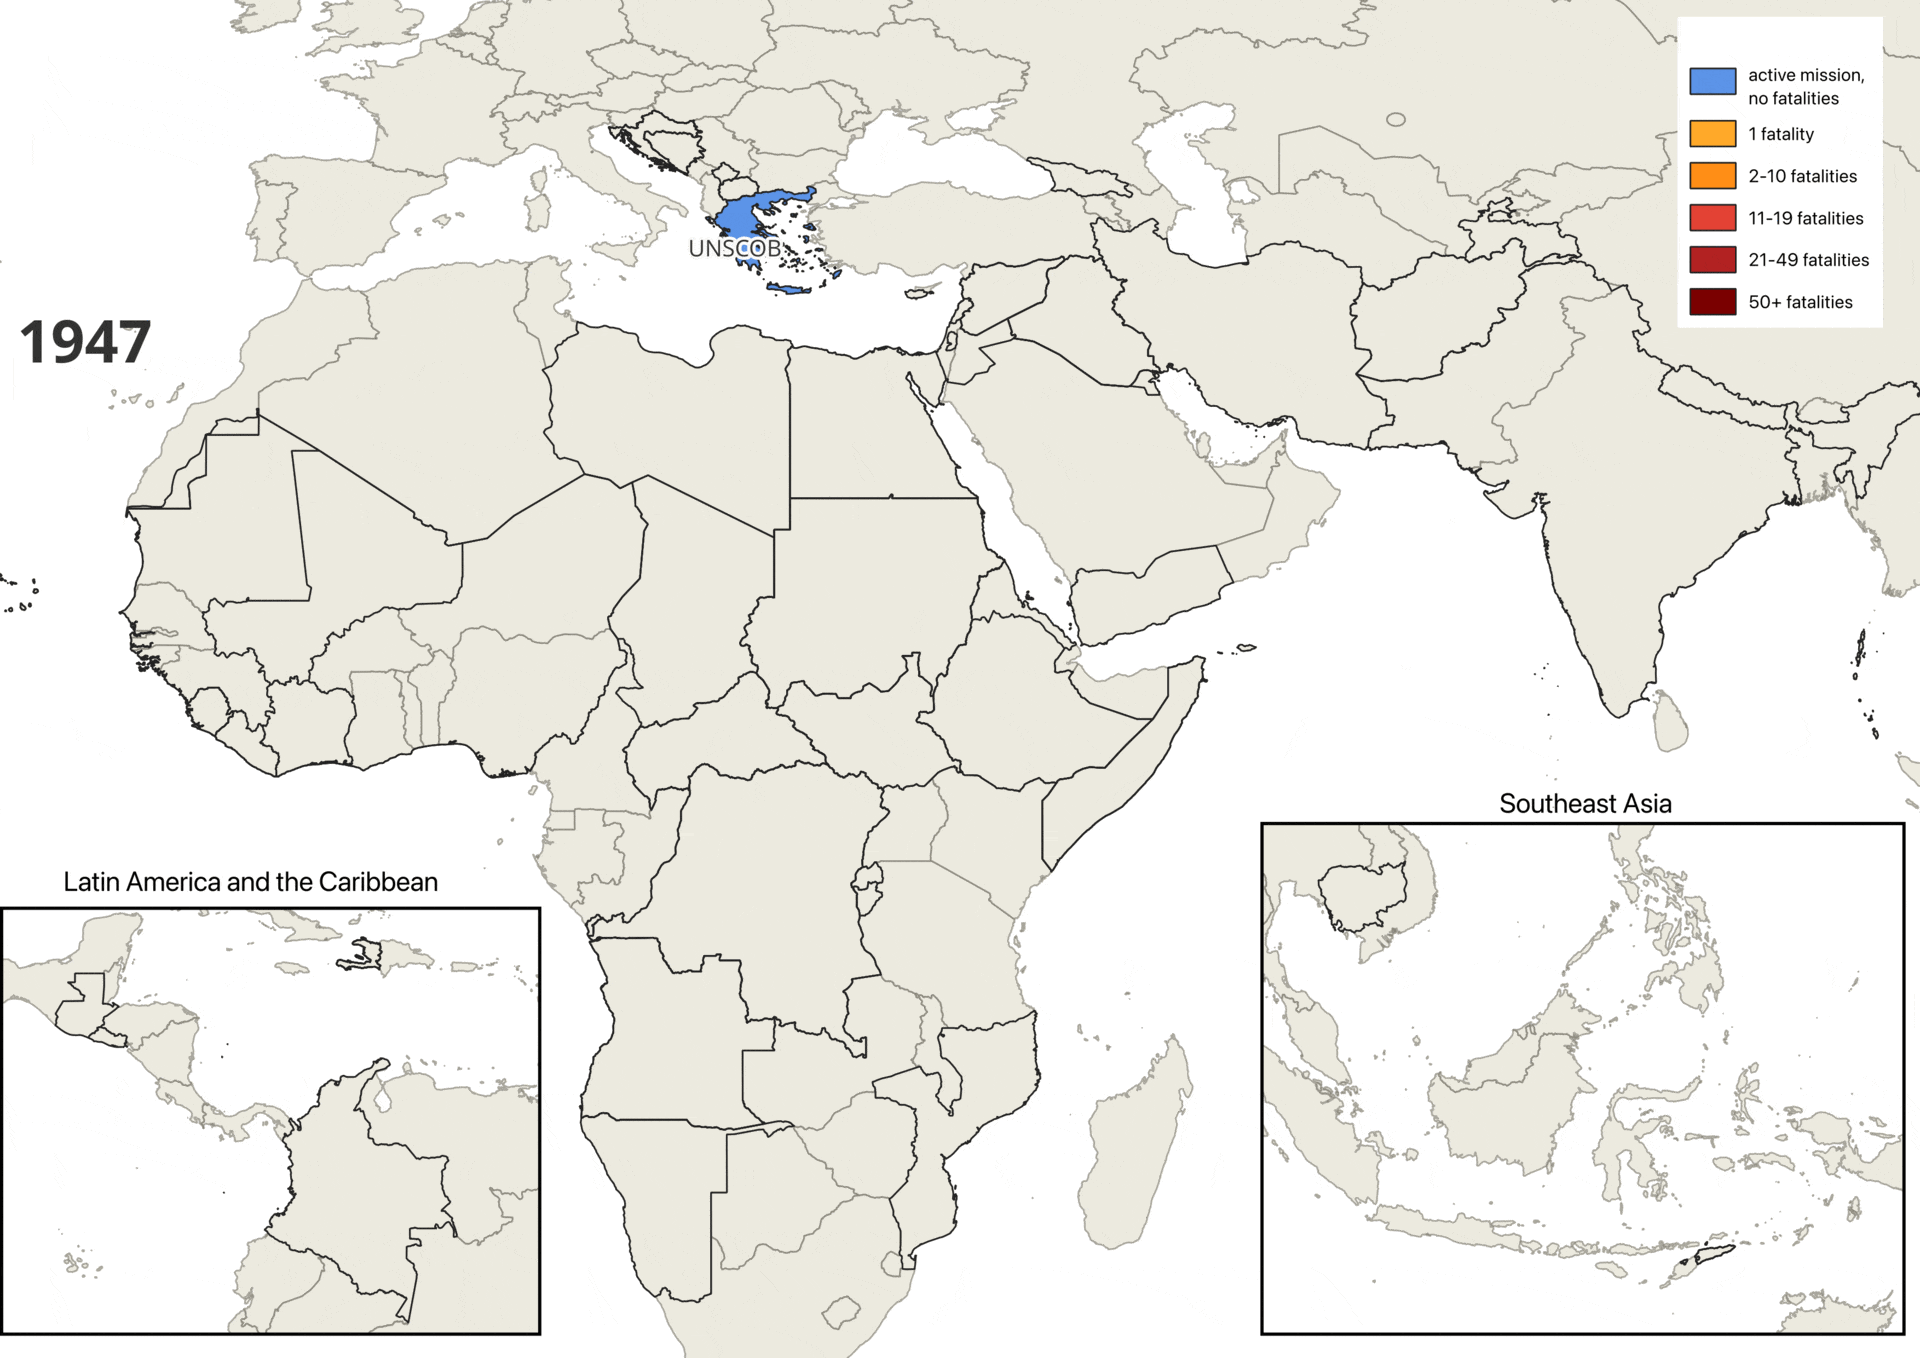 active mission,
no fatalities
1 fatality
2-10 fatalities
11-19 fatalities
21-49 fatalities
50+ fatalities
UNSCOB
1947
Southeast Asia
Latin America and the Caribbean